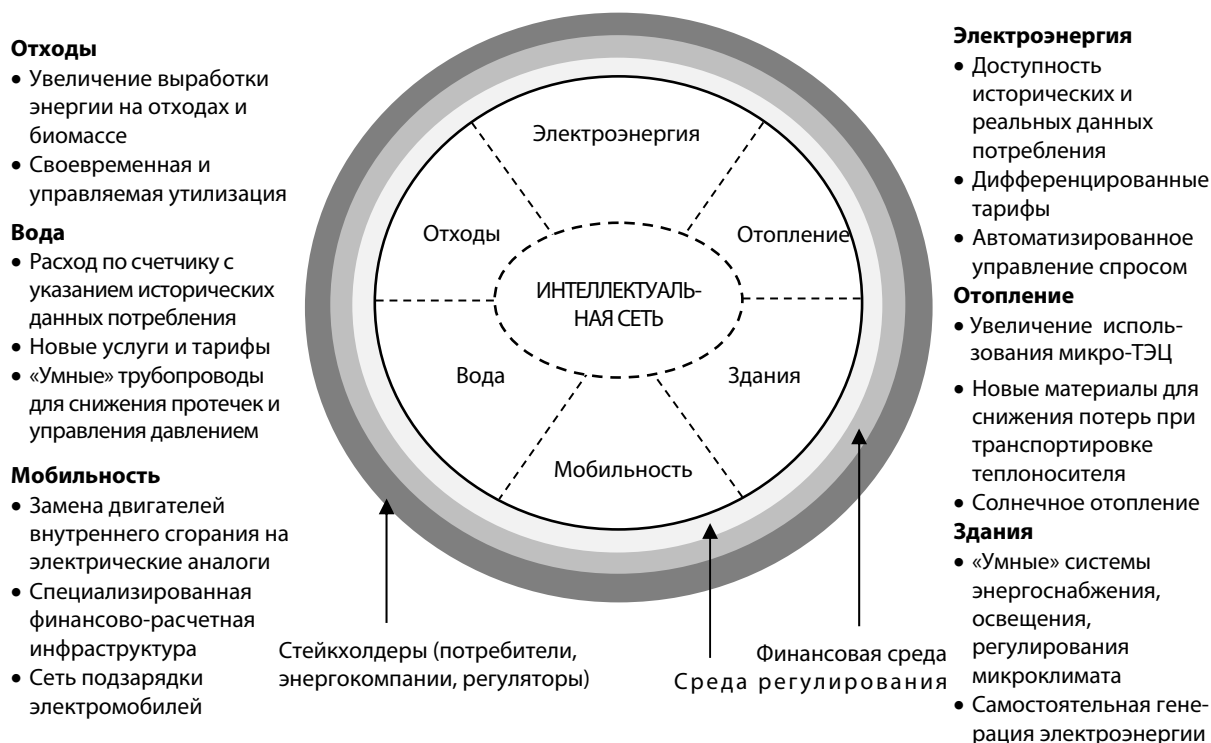 Отходы
• Увеличение выработки
энергии на отходах и
биомассе
• Своевременная и
управляемая утилизация
Вода
• Расход по счетчику с
указанием исторических
данных потребления
• Новые услуги и тарифы
• «Умные» трубопроводы
для снижения протечек и
управления давлением
Мобильность
• Замена двигателей
внутреннего сгорания на
электрические аналоги
• Специализированная
финансово-расчетная
инфраструктура
• Сеть подзарядки
электромобилей
Электроэнергия
Отходы
Отопление
ИНТЕЛЛЕКТУАЛЬ-
НАЯ СЕТЬ
Вода
Здания
Мобильность
Стейкхолдеры (потребители,
энергокомпании, регуляторы)
Финансовая среда
Среда регулирования
Электроэнергия
• Доступность
исторических и
реальных данных
потребления
• Дифференцированные
тарифы
• Автоматизированное
управление спросом
Отопление
• Увеличение исполь-
зования микро-ТЭЦ
• Новые материалы для
снижения потерь при
транспортировке
теплоносителя
• Солнечное отопление
Здания
• «Умные» системы
энергоснабжения,
освещения,
регулирования
микроклимата
• Самостоятельная гене-
рация электроэнергии